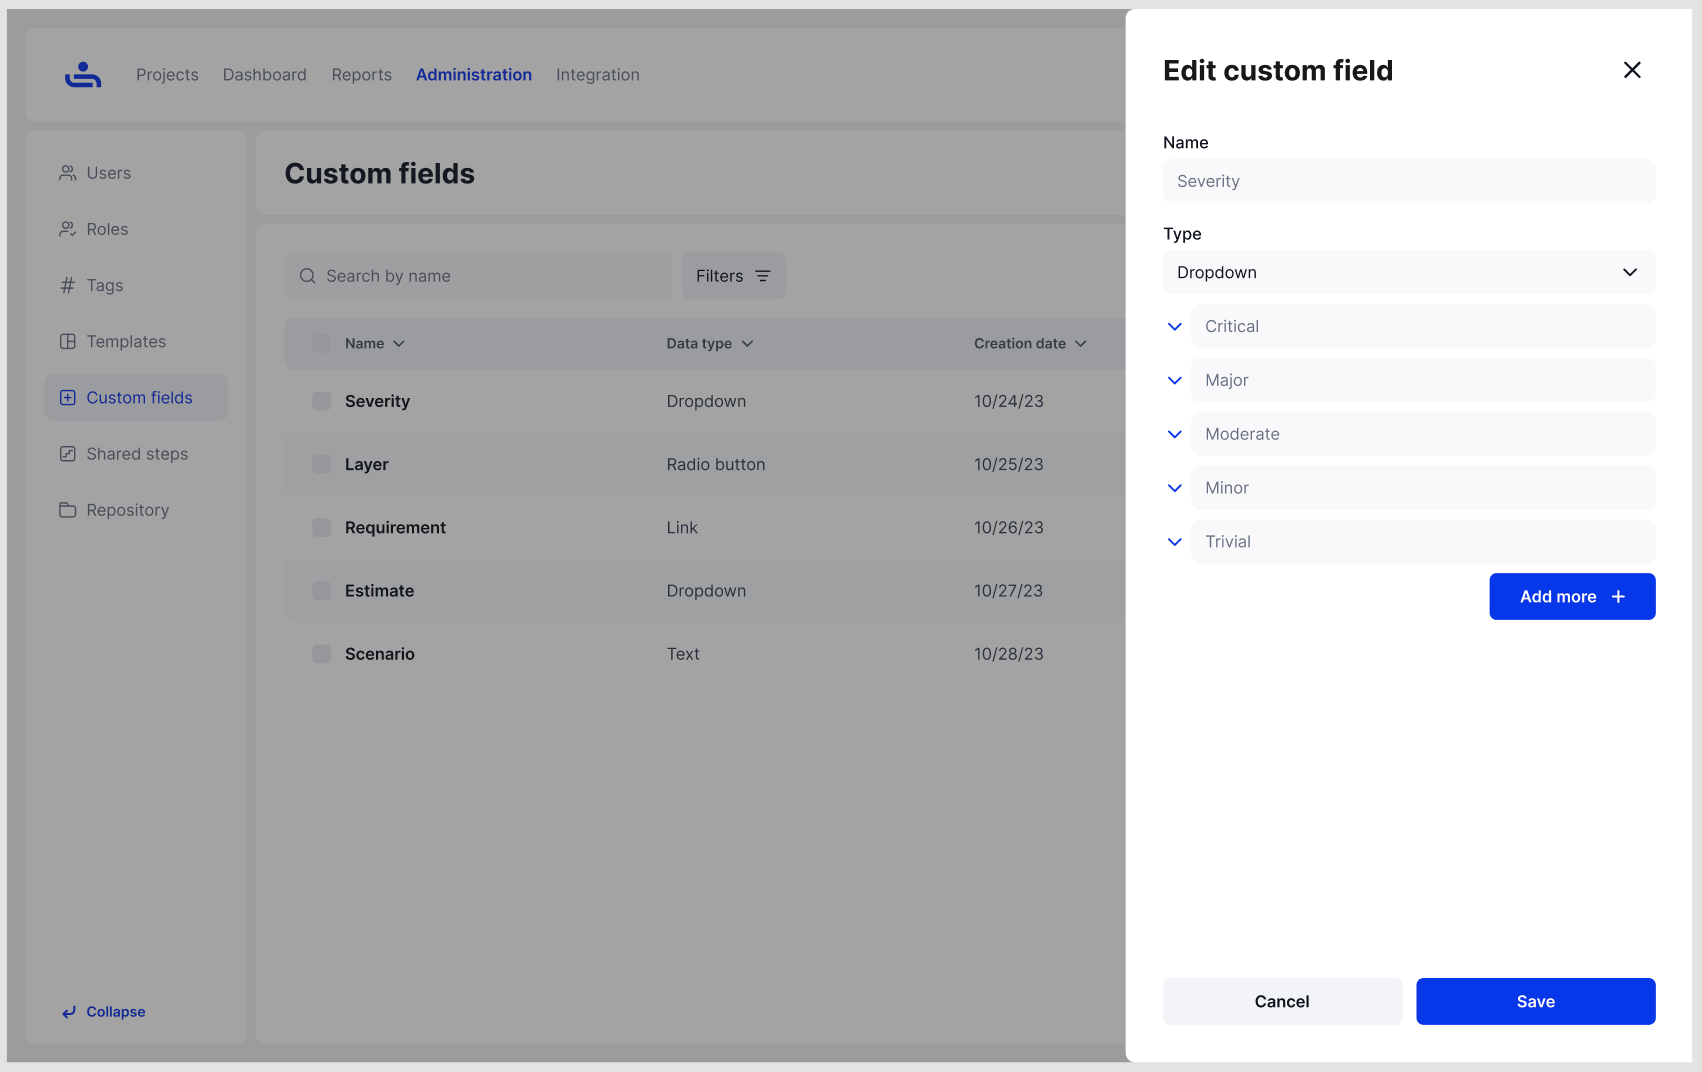 Projects Dashboard Reports Administration Integration
Users
Roles
Tags
Templates
Custom fields
Shared steps
Repository
Collapse
Custom fields
Search by name Filters
Name Data type Creation date
Severity Dropdown 10/24/23
Layer Radio button 10/25/23
Requirement Link 10/26/23
Estimate Dropdown 10/27/23
Scenario Text 10/28/23
Edit custom field
Name
Severity
Type
Dropdown
Critical
Major
Moderate
Minor
Trivial
Add more
Cancel Save